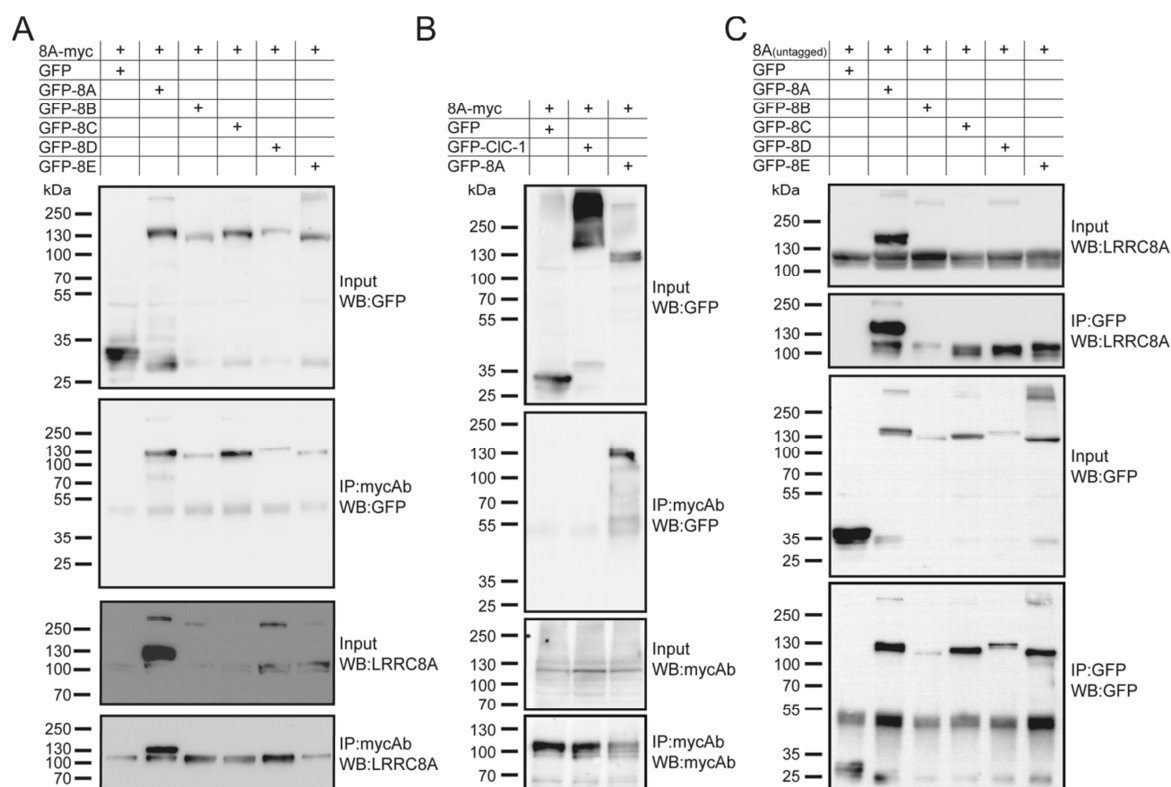 A
8A-myc + + + + + +
GFP +
GFP-8A +
GFP-8B +
GFP-8C +
GFP-8D +
GFP-8E +
kDa
250
130
100
70
55
35
25
Input
WB:GFP
250
130
100
70
55
35
25
IP:mycAb
WB:GFP
250
130
100
70
Input
WB:LRRC8A
250
130
100
70
IP:mycAb
WB:LRRC8A
B
8A-myc + + +
GFP +
GFP-ClC-1 +
GFP-8A +
kDa
250
130
100
70
55
35
25
Input
WB:GFP
250
130
100
70
55
35
25
IP:mycAb
WB:GFP
250
130
100
70
Input
WB:mycAb
130
100
70
IP:mycAb
WB:mycAb
C
8A(untagged) + + + + + +
GFP +
GFP-8A +
GFP-8B +
GFP-8C +
GFP-8D +
GFP-8E +
kDa
250
130
100
Input
WB:LRRC8A
250
130
100
IP:GFP
WB:LRRC8A
250
130
100
70
55
35
25
Input
WB:GFP
250
130
100
70
55
35
25
IP:GFP
WB:GFP